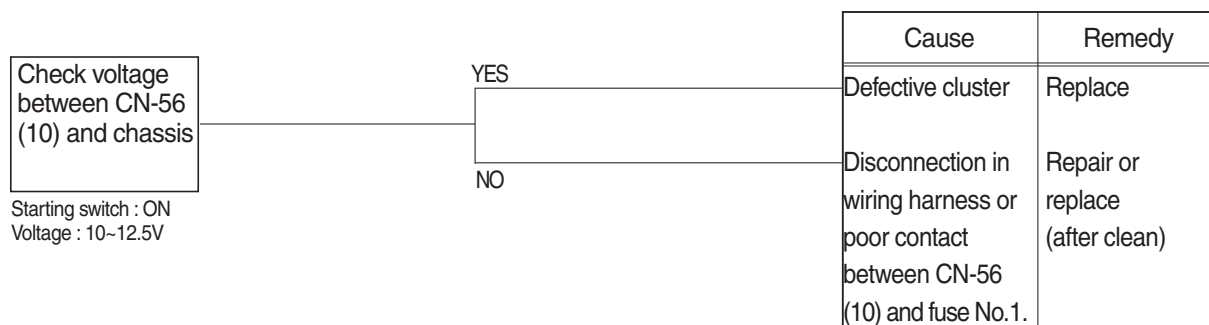 Check voltage
between CN-56
(10) and chassis
Starting switch : ON
Voltage : 10~12.5V
YES
NO
Cause Remedy
Defective cluster Replace
Disconnection in Repair or
wiring harness or replace
poor contact (after clean)
between CN-56
(10) and fuse No.1.